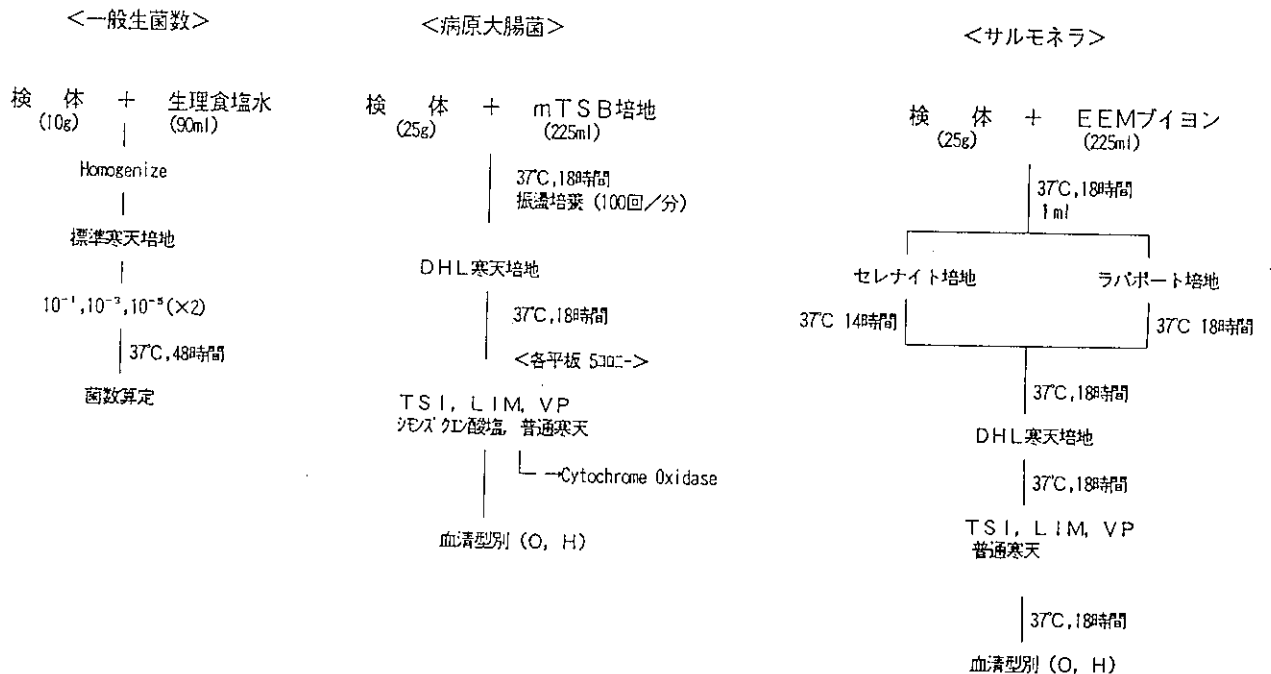 ＜一般生菌数＞
検 体 ＋ 生理食塩水
(10g) (90ml)
Homogenize
標準寒天培地
10⁻¹,10⁻³,10⁻⁵(×2)
37℃,48時間
菌数算定
＜病原大腸菌＞
検 体 ＋ mTSB培地
(25g) (225ml)
37℃,18時間
振盪培養 (100回／分)
DHL寒天培地
37℃,18時間
＜各平板 5コロニー＞
TSI, LIM, VP
シモンズ クエン酸塩, 普通寒天
→Cytochrome Oxidase
血清型別 (O, H)
＜サルモネラ＞
検 体 ＋ EEMブイヨン
(25g) (225ml)
37℃,18時間
1ml
セレナイト培地 ラパポート培地
37℃ 14時間 37℃ 18時間
37℃,18時間
DHL寒天培地
37℃,18時間
TSI, LIM, VP
普通寒天
37℃,18時間
血清型別 (O, H)